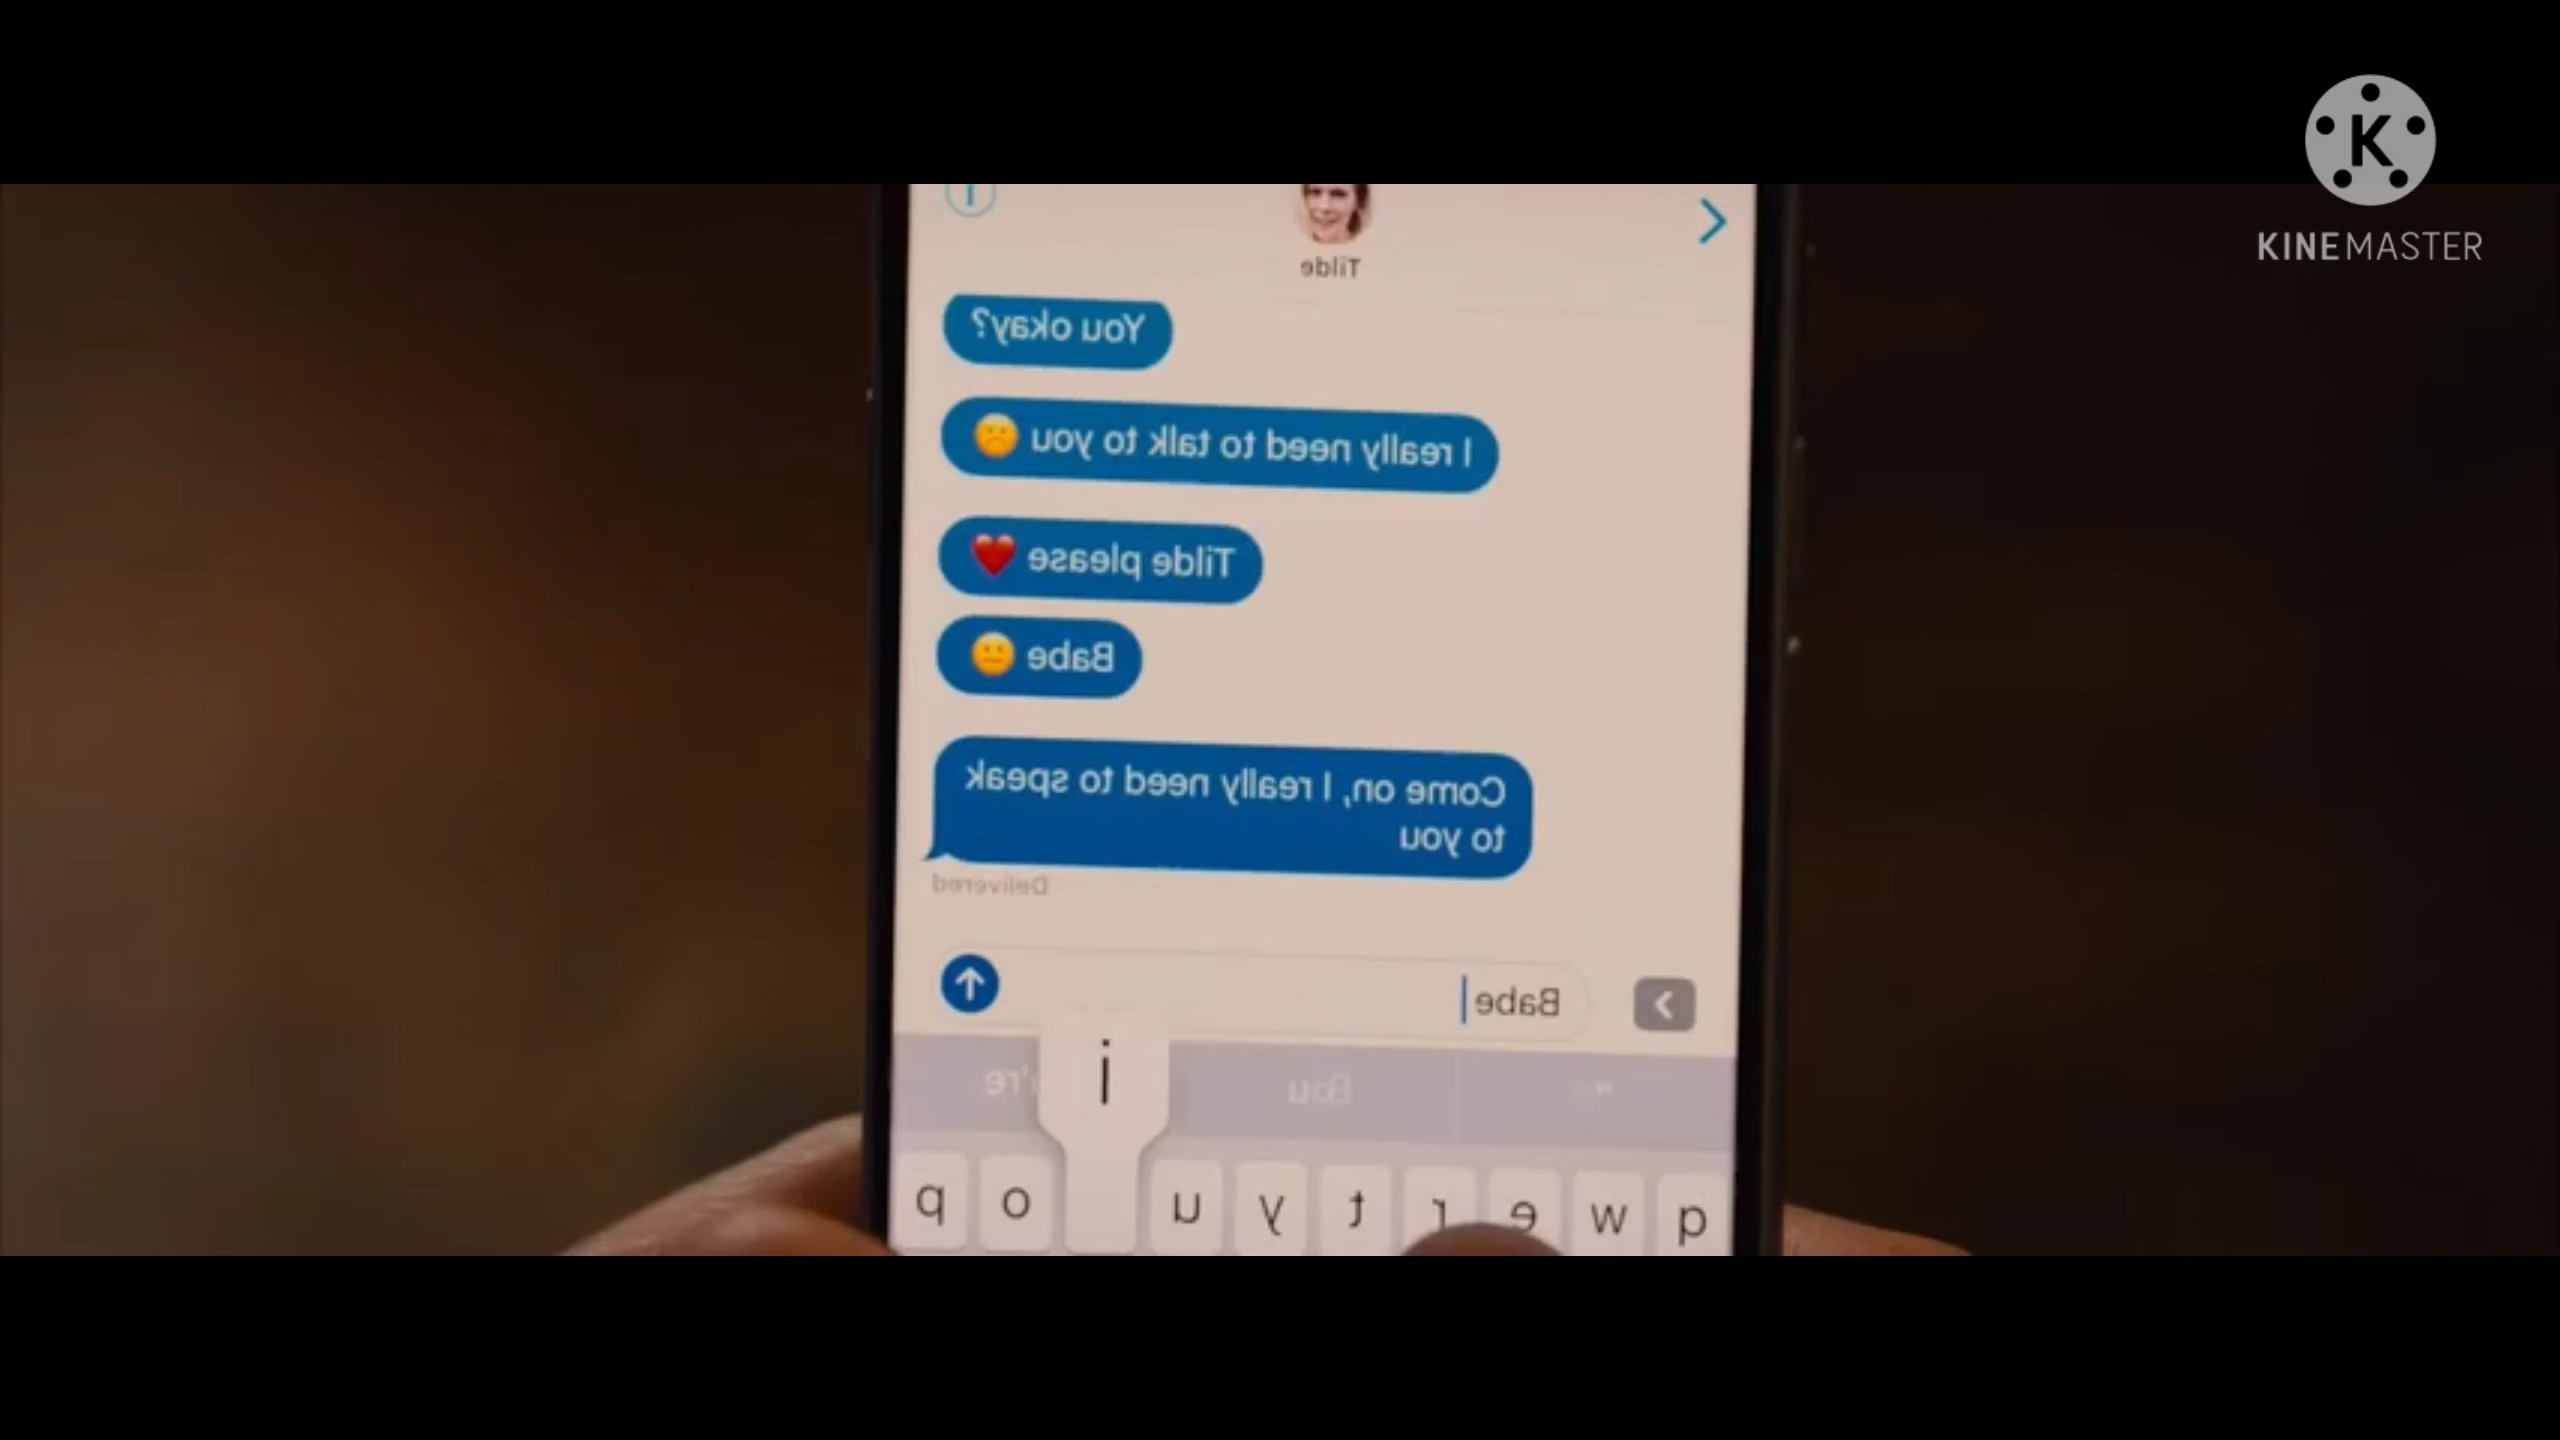 KINEMASTER
Tilde
You okay?
I really need to talk to you 🙁
Tilde please ❤️
Babe 😐
Come on, I really need to speak
to you
Delivered
Babe
i
q w e r t y u o p